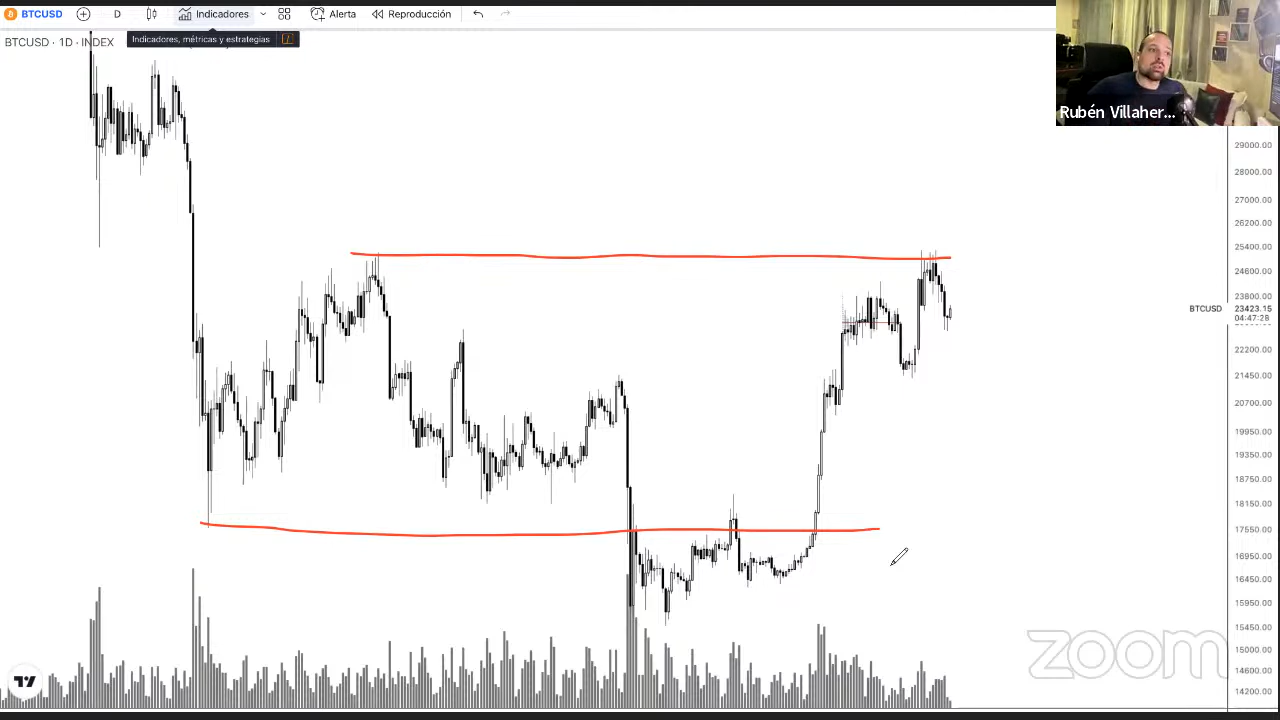 BTCUSD
D
Indicadores
Alerta
Reproducción
BTCUSD · 1D · INDEX
Indicadores, métricas y estrategias
/
Rubén Villaher...
29000.00
28000.00
27000.00
26200.00
25400.00
24600.00
23800.00
BTCUSD
23423.15
04:47:28
22200.00
21450.00
20700.00
19950.00
19350.00
18750.00
18150.00
17550.00
16950.00
16450.00
15950.00
15450.00
15000.00
14600.00
14200.00
zoom